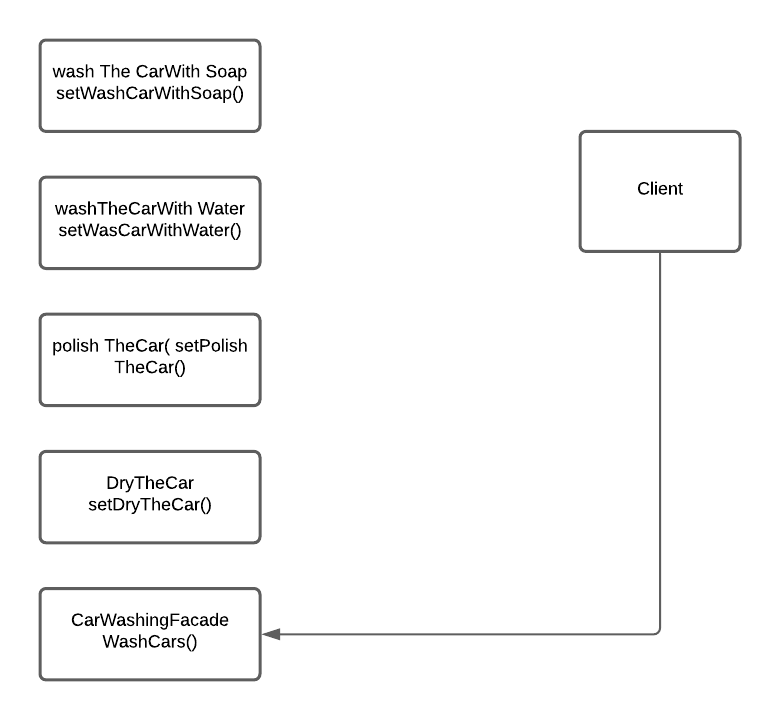 wash The CarWith Soap
setWashCarWithSoap()
washTheCarWith Water
setWasCarWithWater()
polish TheCar( setPolish
TheCar()
DryTheCar
setDryTheCar()
CarWashingFacade
WashCars()
Client